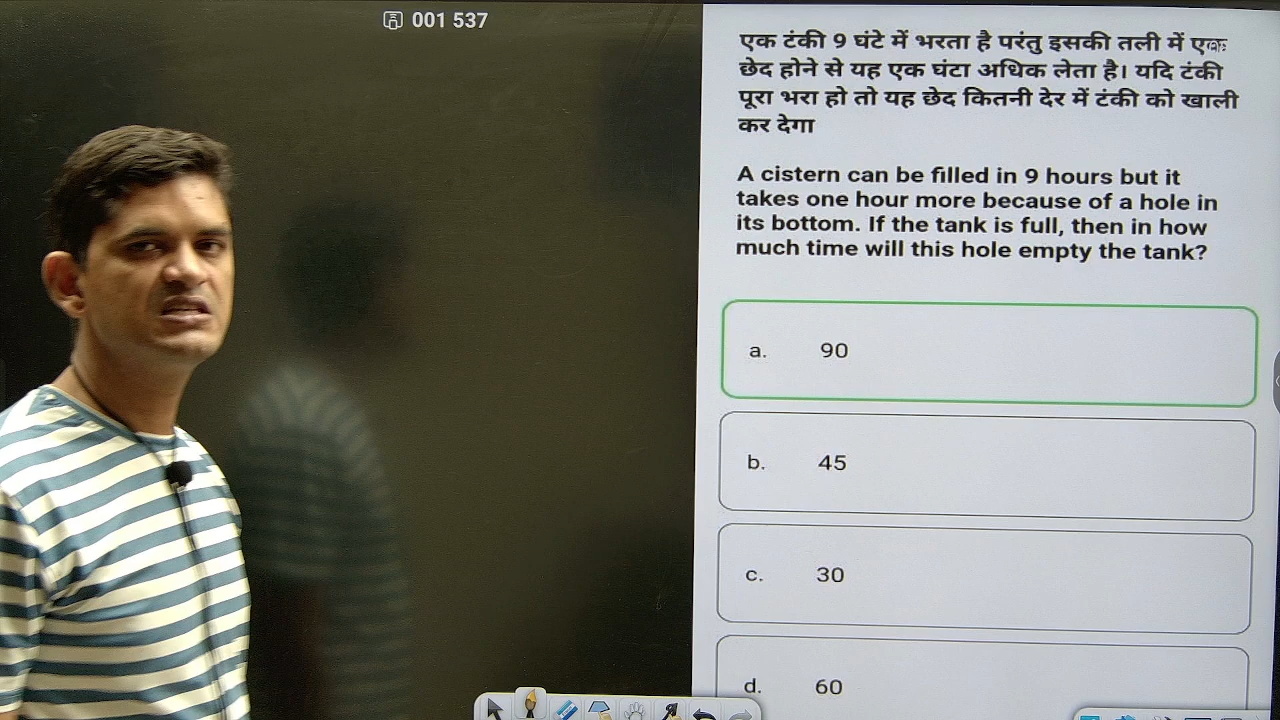 001 537
एक टंकी 9 घंटे में भरता है परंतु इसकी तली में एक
छेद होने से यह एक घंटा अधिक लेता है। यदि टंकी
पूरा भरा हो तो यह छेद कितनी देर में टंकी को खाली
कर देगा
A cistern can be filled in 9 hours but it
takes one hour more because of a hole in
its bottom. If the tank is full, then in how
much time will this hole empty the tank?
a. 90
b. 45
c. 30
d. 60